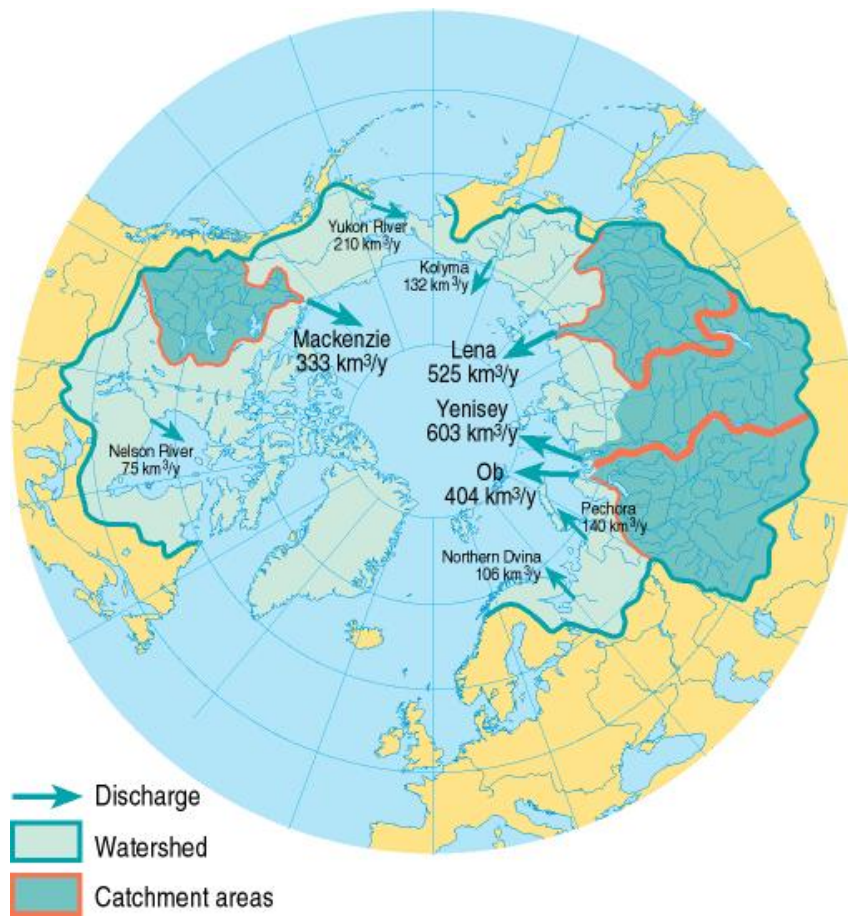 Yukon River
210 km³/y
Kolyma
132 km³/y
Mackenzie
333 km³/y
Lena
525 km³/y
Yenisey
603 km³/y
Nelson River
75 km³/y
Ob
404 km³/y
Pechora
140 km³/y
Northern Dvina
106 km³/y
Discharge
Watershed
Catchment areas